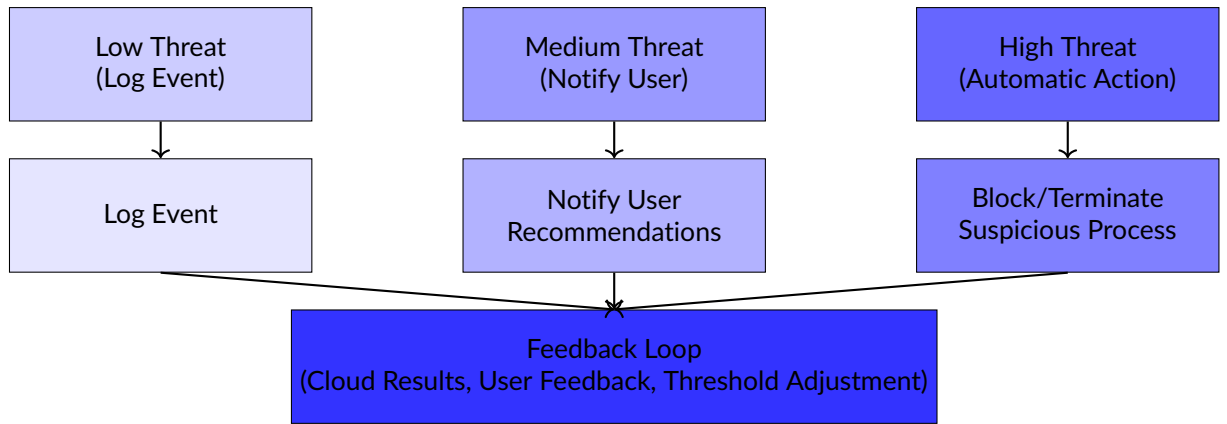 Low Threat
(Log Event)
Medium Threat
(Notify User)
High Threat
(Automatic Action)
Log Event
Notify User
Recommendations
Block/Terminate
Suspicious Process
Feedback Loop
(Cloud Results, User Feedback, Threshold Adjustment)